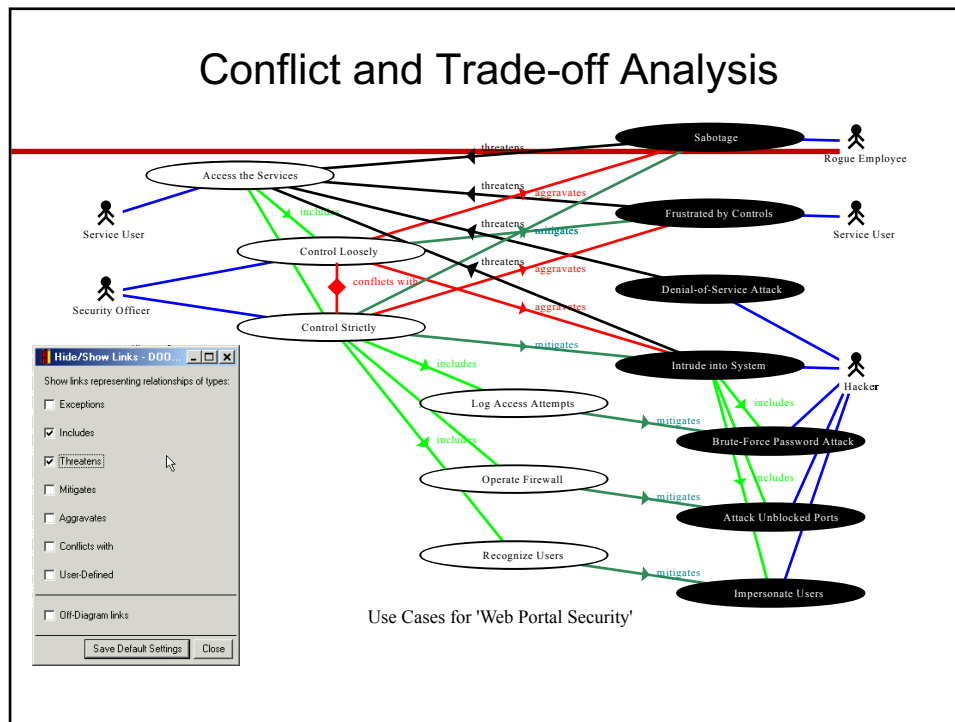 Conflict and Trade-off Analysis
Sabotage
threatens
Rogue Employee
Access the Services
threatens
aggravates
includes
Frustrated by Controls
Service User
threatens
mitigates
Service User
Control Loosely
threatens
aggravates
conflicts with
Denial-of-Service Attack
Security Officer
aggravates
Control Strictly
mitigates
includes
Intrude into System
Hacker
Log Access Attempts
includes
mitigates
Brute-Force Password Attack
includes
includes
Operate Firewall
mitigates
Attack Unblocked Ports
Recognize Users
mitigates
Impersonate Users
Use Cases for 'Web Portal Security'
Hide/Show Links - DOO...
Show links representing relationships of types:
Exceptions
Includes
Threatens
Mitigates
Aggravates
Conflicts with
User-Defined
Off-Diagram links
Save Default Settings
Close